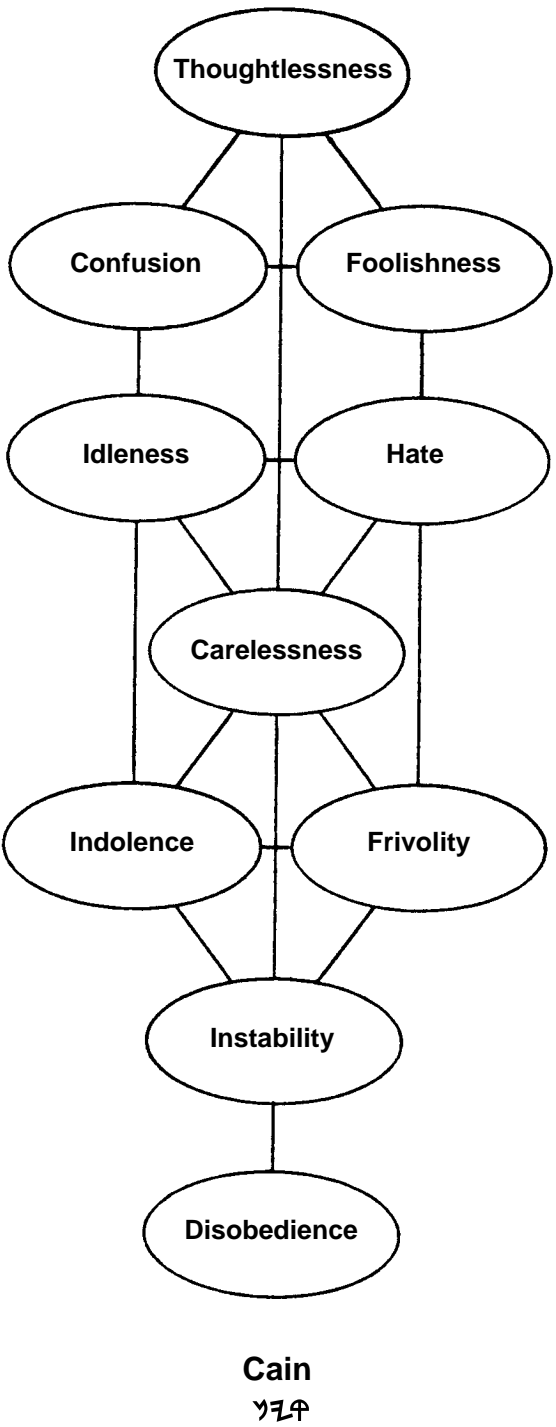 Thoughtlessness
Confusion Foolishness
Idleness Hate
Carelessness
Indolence Frivolity
Instability
Disobedience
Cain
𐤒𐤉𐤍